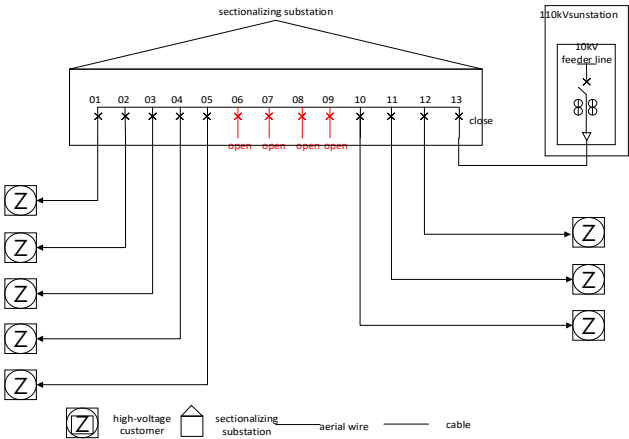 sectionalizing substation
110kVsunstation
10kV
feeder line
01 02 03 04 05 06 07 08 09 10 11 12 13
close
open open open open
Z
Z
Z
Z
Z
Z
Z
Z
Z
high-voltage
customer
sectionalizing
substation
aerial wire
cable